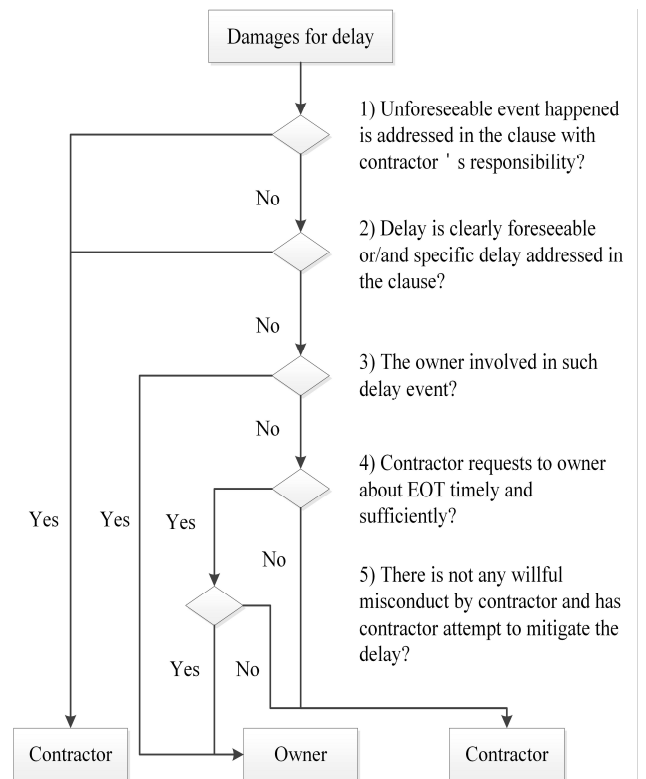 Damages for delay
1) Unforeseeable event happened
is addressed in the clause with
contractor ' s responsibility?
No
2) Delay is clearly foreseeable
or/and specific delay addressed in
the clause?
No
3) The owner involved in such
delay event?
No
4) Contractor requests to owner
about EOT timely and
sufficiently?
Yes
Yes
Yes
No
5) There is not any willful
misconduct by contractor and has
contractor attempt to mitigate the
delay?
Yes
No
Contractor
Owner
Contractor